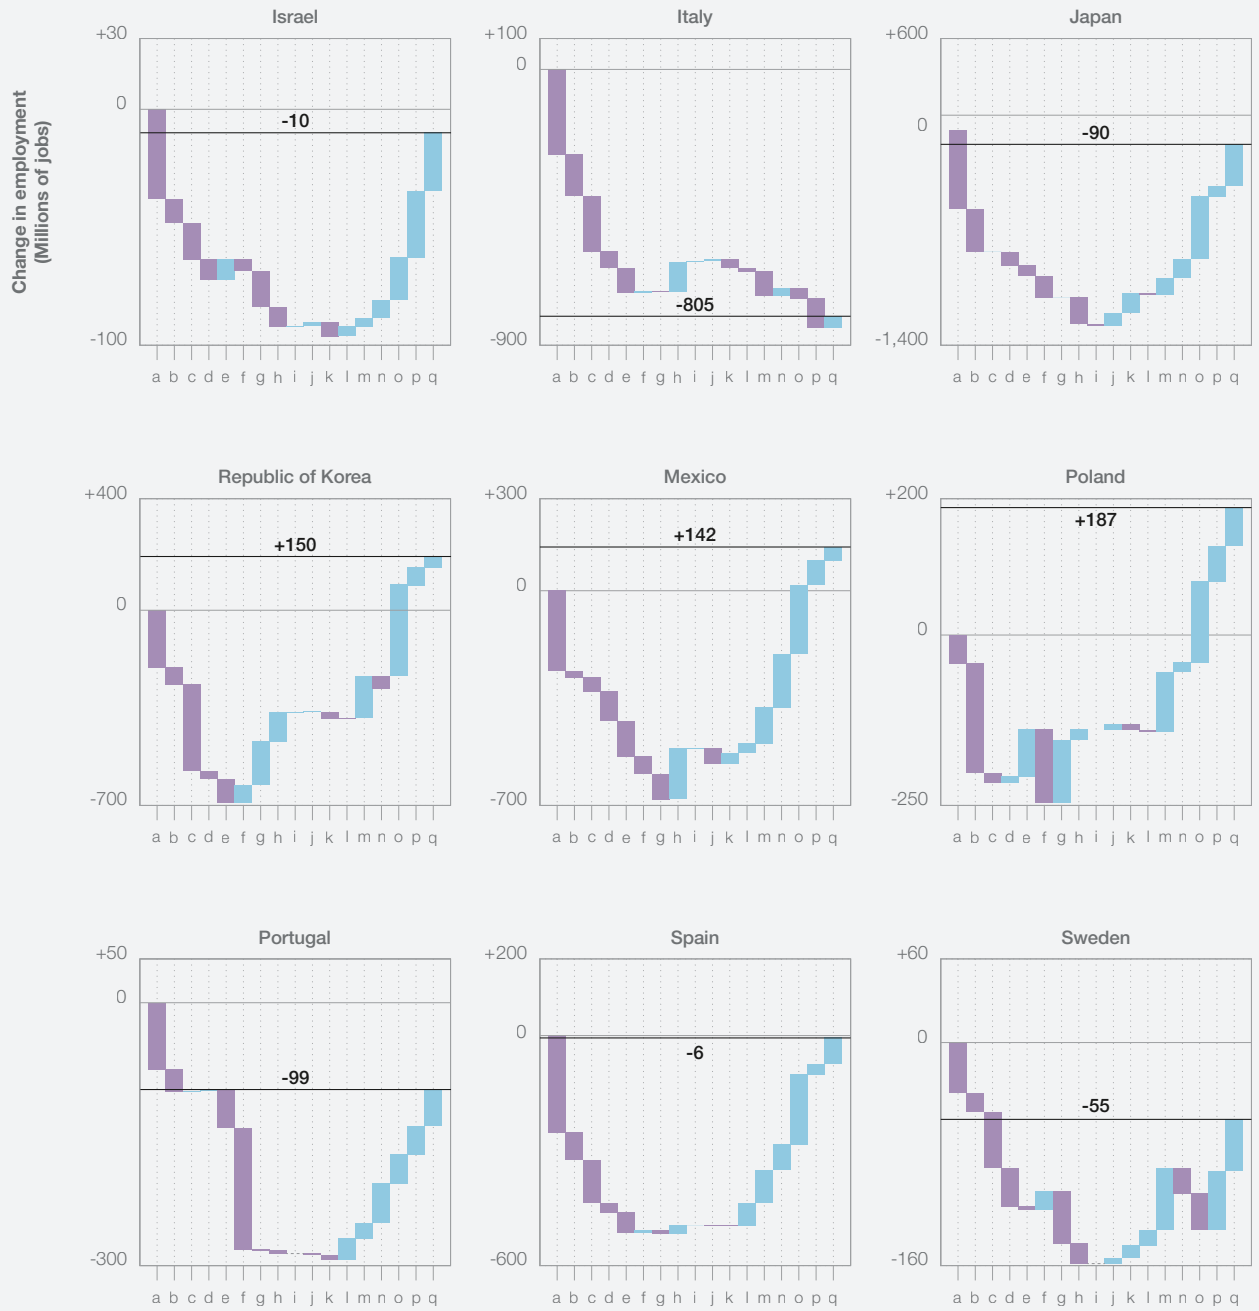 Israel
Italy
Japan
Change in employment
(Millions of jobs)
+30
0
-100
-10
a b c d e f g h i j k l m n o p q
+100
0
-900
-805
a b c d e f g h i j k l m n o p q
+600
0
-1,400
-90
a b c d e f g h i j k l m n o p q
Republic of Korea
Mexico
Poland
+400
0
-700
+150
a b c d e f g h i j k l m n o p q
+300
0
-700
+142
a b c d e f g h i j k l m n o p q
+200
0
-250
+187
a b c d e f g h i j k l m n o p q
Portugal
Spain
Sweden
+50
0
-300
-99
a b c d e f g h i j k l m n o p q
+200
0
-600
-6
a b c d e f g h i j k l m n o p q
+60
0
-160
-55
a b c d e f g h i j k l m n o p q